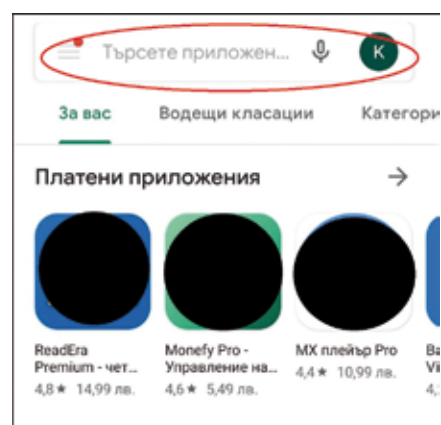 Търсете приложен...
K
За вас
Водещи класации
Категори
Платени приложения
ReadEra
Premium - чет...
4,8★ 14,99 лв.
Monefy Pro -
Управление на...
4,6★ 5,49 лв.
MX плейър Pro
4,4★ 10,99 лв.
Ba
Vi
4,